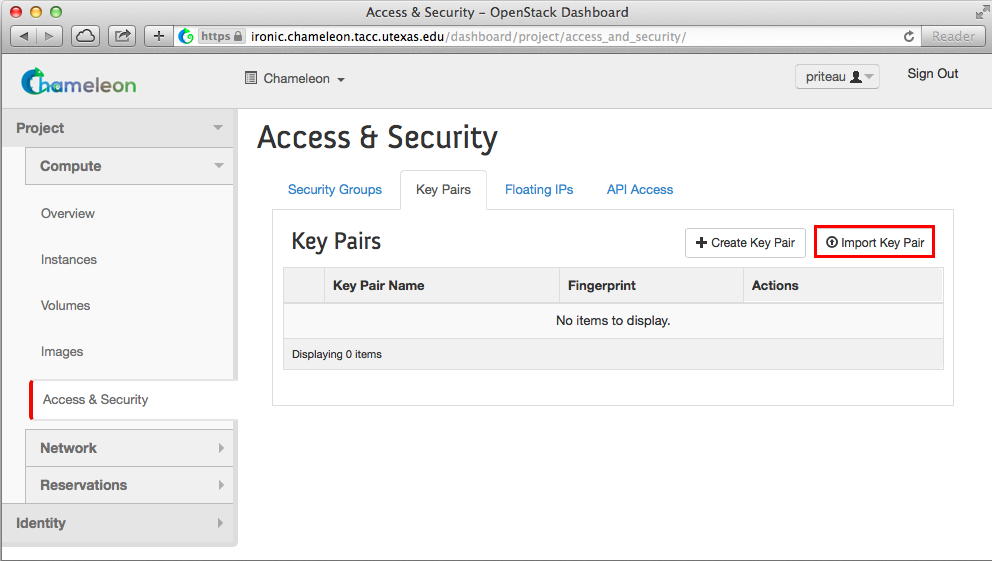 Access & Security – OpenStack Dashboard
https ironic.chameleon.tacc.utexas.edu/dashboard/project/access_and_security/ Reader
Chameleon Chameleon priteau Sign Out
Project
Compute
Overview
Instances
Volumes
Images
Access & Security
Network
Reservations
Identity
Access & Security
Security Groups Key Pairs Floating IPs API Access
Key Pairs Create Key Pair Import Key Pair
Key Pair Name Fingerprint Actions
No items to display.
Displaying 0 items